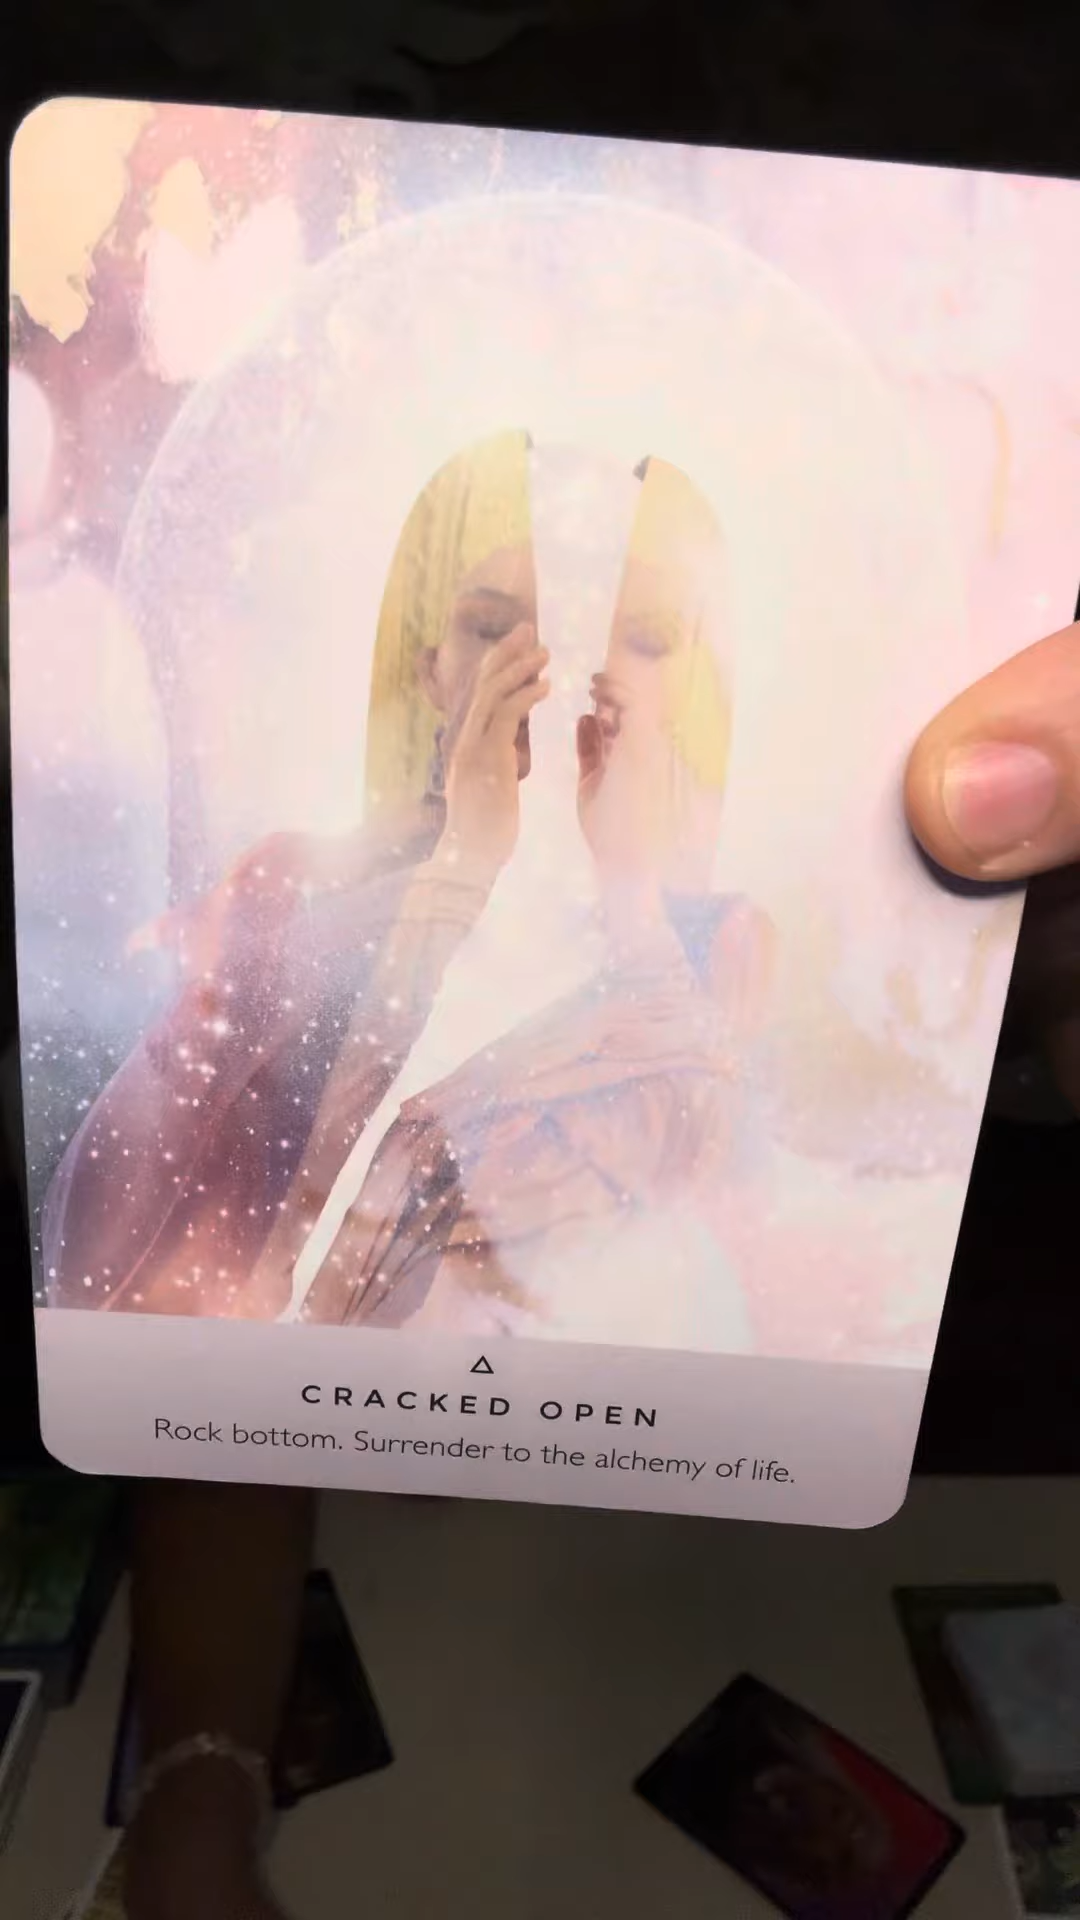 CRACKED OPEN
Rock bottom. Surrender to the alchemy of life.